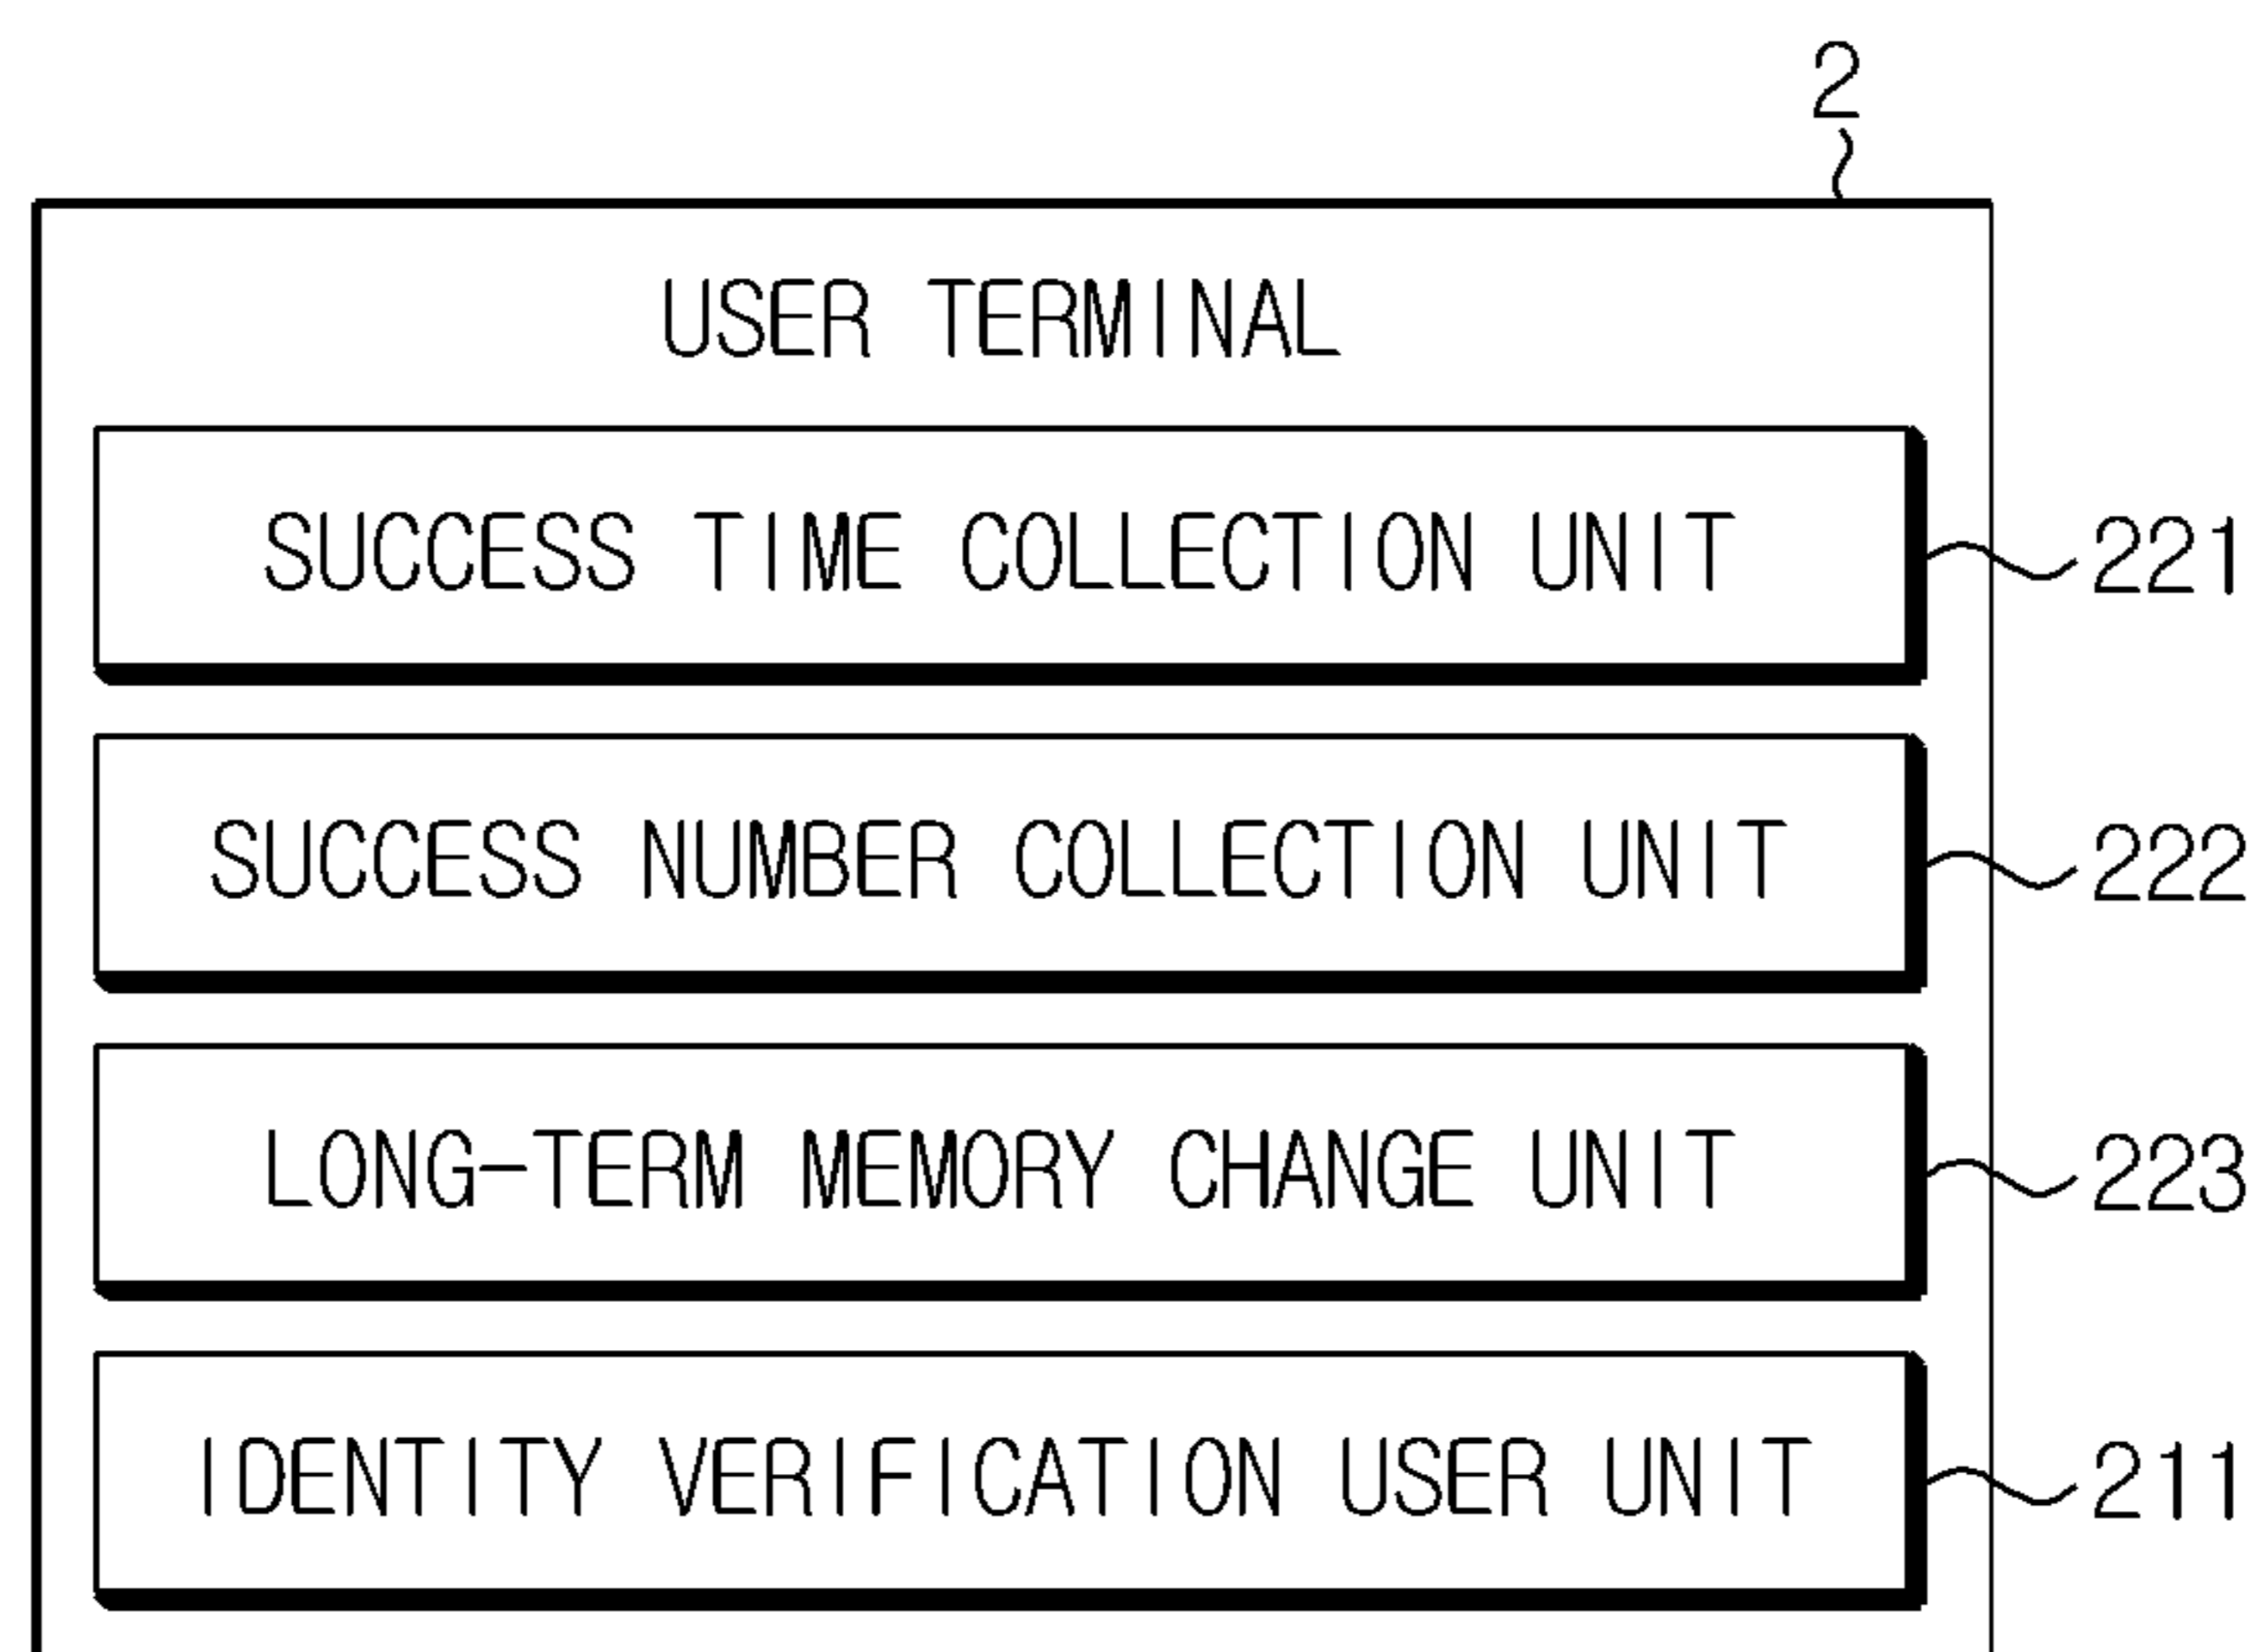 2
USER TERMINAL
SUCCESS TIME COLLECTION UNIT 221
SUCCESS NUMBER COLLECTION UNIT 222
LONG-TERM MEMORY CHANGE UNIT 223
IDENTITY VERIFICATION USER UNIT 211